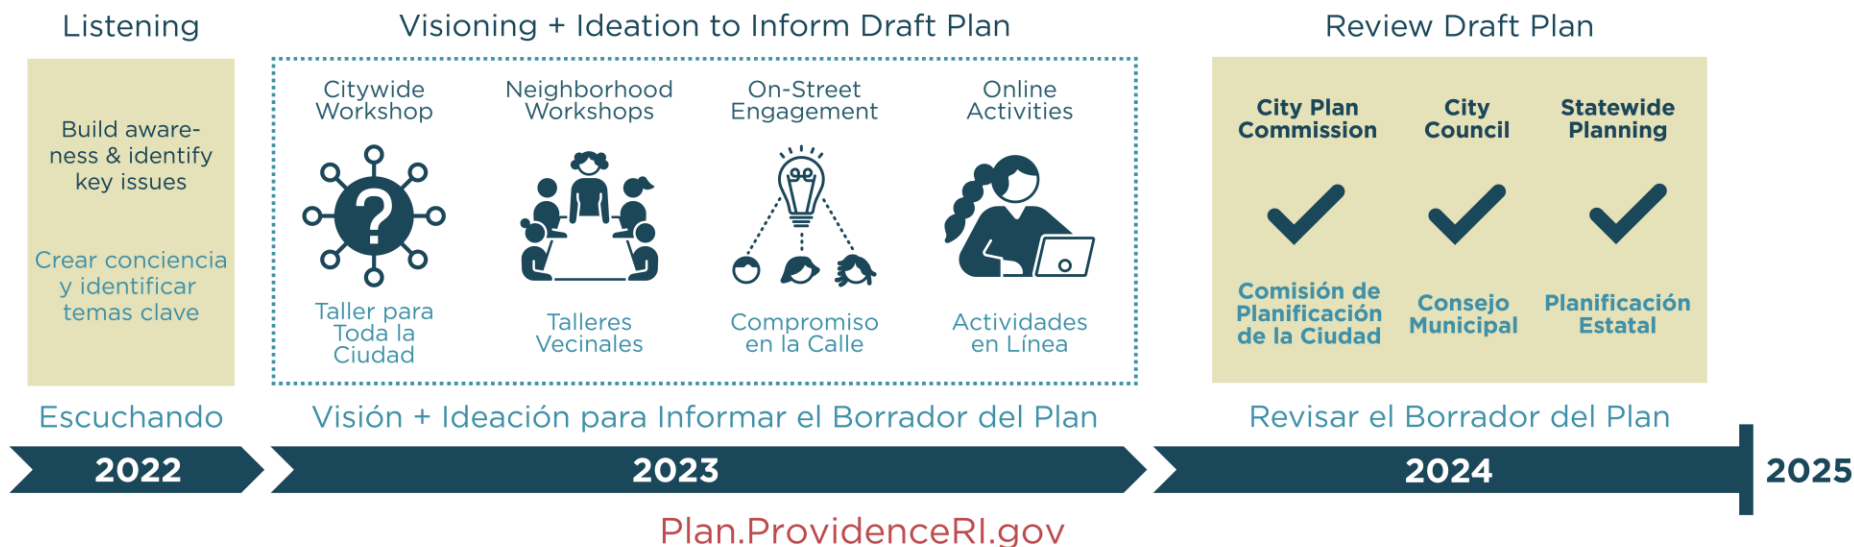 Listening
Build aware-
ness & identify
key issues
Crear conciencia
y identificar
temas clave
Escuchando
2022
Visioning + Ideation to Inform Draft Plan
Citywide
Workshop
?
Taller para
Toda la
Ciudad
Neighborhood
Workshops
Talleres
Vecinales
On-Street
Engagement
Compromiso
en la Calle
Online
Activities
Actividades
en Línea
Visión + Ideación para Informar el Borrador del Plan
2023
Review Draft Plan
City Plan
Commission
Comisión de
Planificación
de la Ciudad
City
Council
Consejo
Municipal
Statewide
Planning
Planificación
Estatal
Revisar el Borrador del Plan
2024
2025
Plan.ProvidenceRI.gov